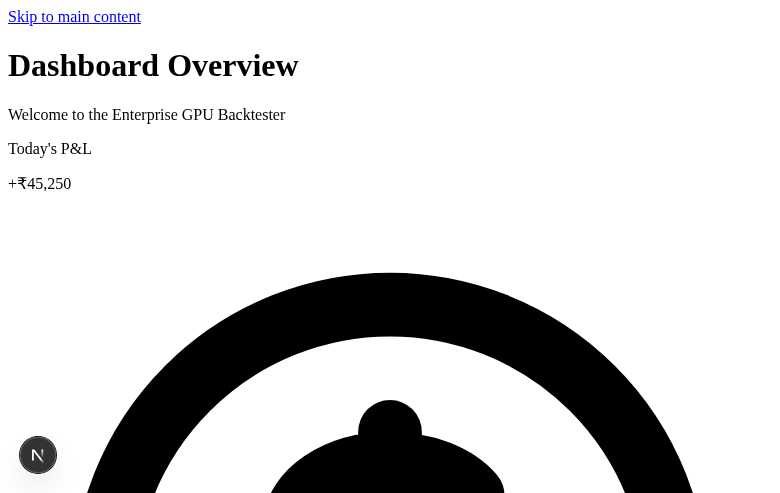 Skip to main content
Dashboard Overview
Welcome to the Enterprise GPU Backtester
Today's P&L
+₹45,250
N